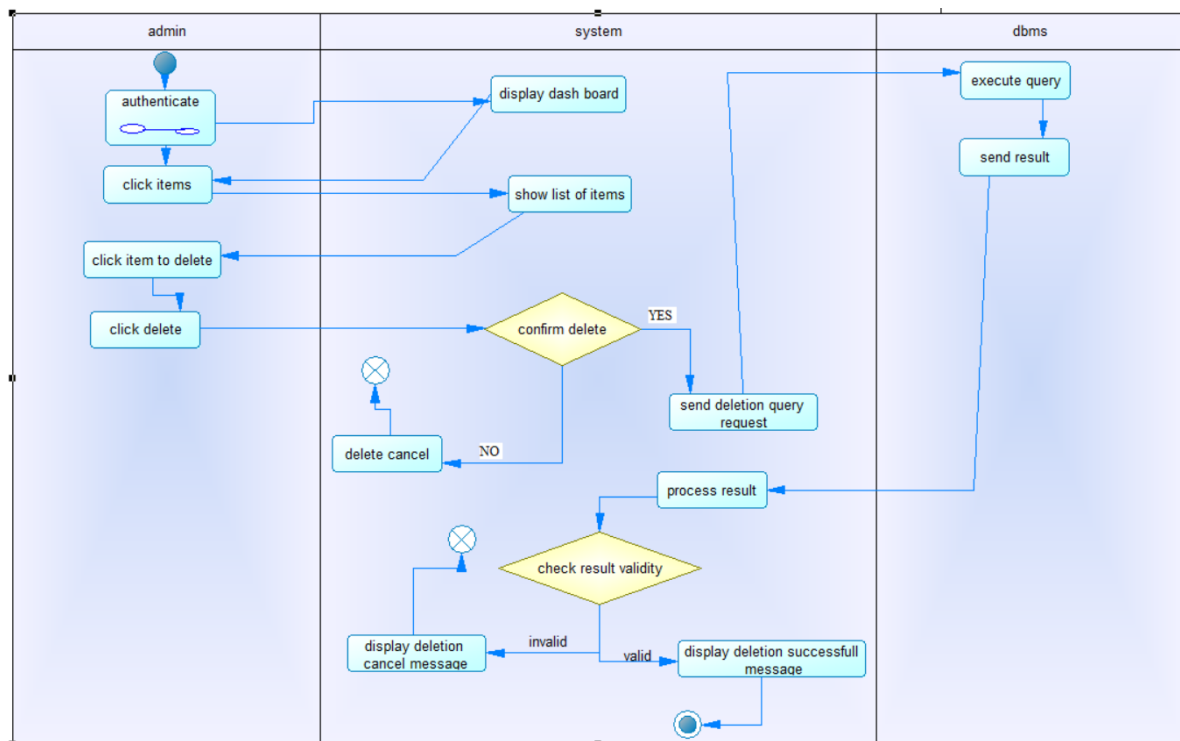 admin
system
dbms
authenticate
display dash board
execute query
send result
click items
show list of items
click item to delete
click delete
confirm delete
YES
send deletion query
request
NO
delete cancel
process result
check result validity
invalid
valid
display deletion
cancel message
display deletion successfull
message